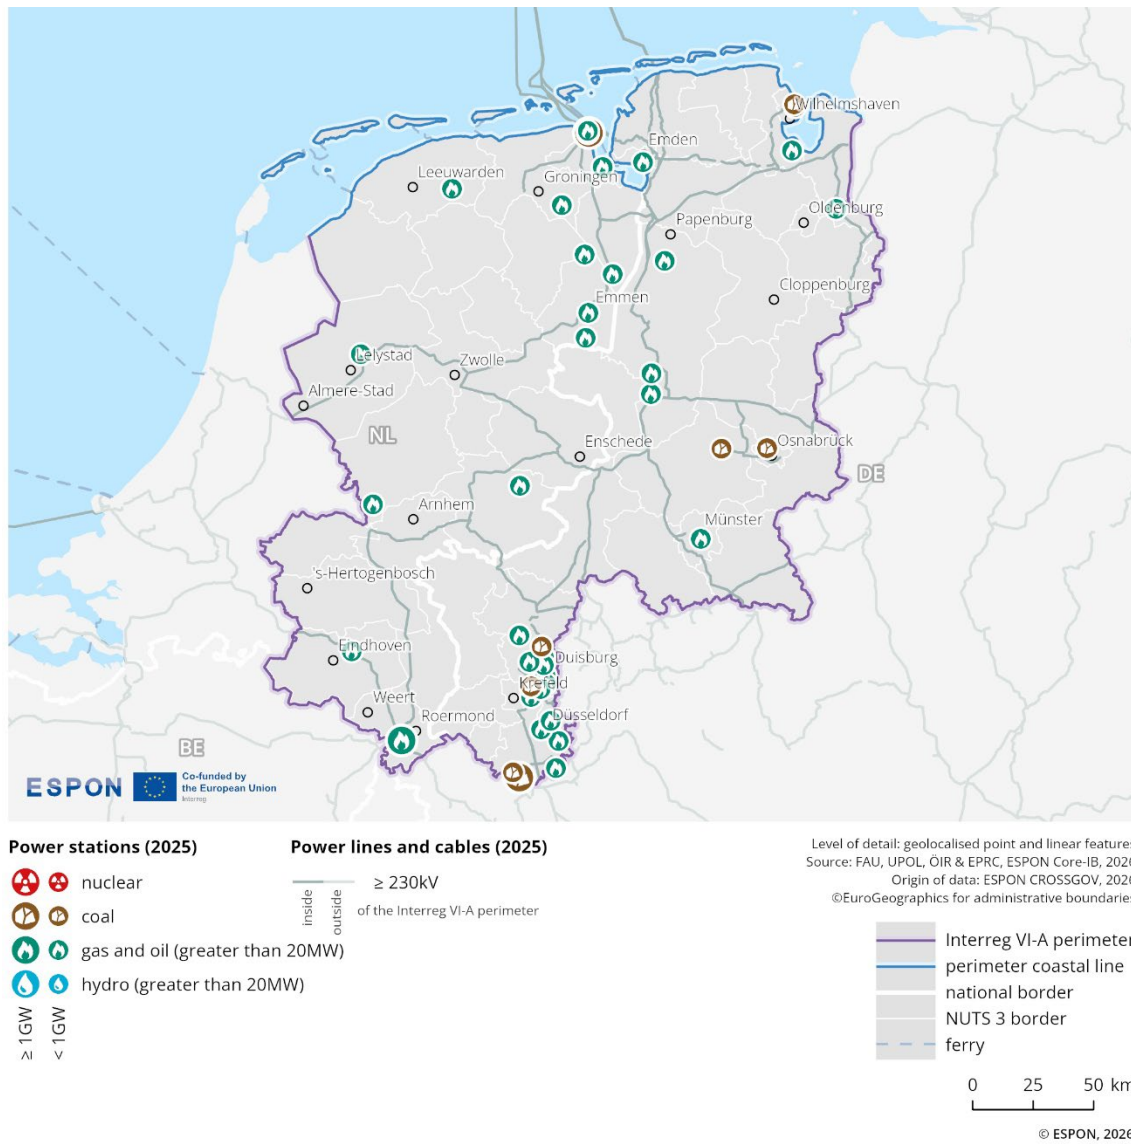 Wilhelmshaven
Emden
Leeuwarden
Groningen
Oldenburg
Papenburg
Cloppenburg
Emmen
Lelystad
Zwolle
Almere-Stad
NL
Enschede
Osnabrück
DE
Arnhem
Münster
's-Hertogenbosch
Eindhoven
Duisburg
Krefeld
Weert
Roermond
Düsseldorf
BE
ESPON
Co-funded by
the European Union
Interreg
Power stations (2025)
nuclear
coal
gas and oil (greater than 20MW)
hydro (greater than 20MW)
≥ 1GW
< 1GW
Power lines and cables (2025)
≥ 230kV
inside
outside
of the Interreg VI-A perimeter
Level of detail: geolocalised point and linear features
Source: FAU, UPOL, ÖIR & EPRC, ESPON Core-IB, 2026
Origin of data: ESPON CROSSGOV, 2026
©EuroGeographics for administrative boundaries
Interreg VI-A perimeter
perimeter coastal line
national border
NUTS 3 border
ferry
0 25 50 km
© ESPON, 2026